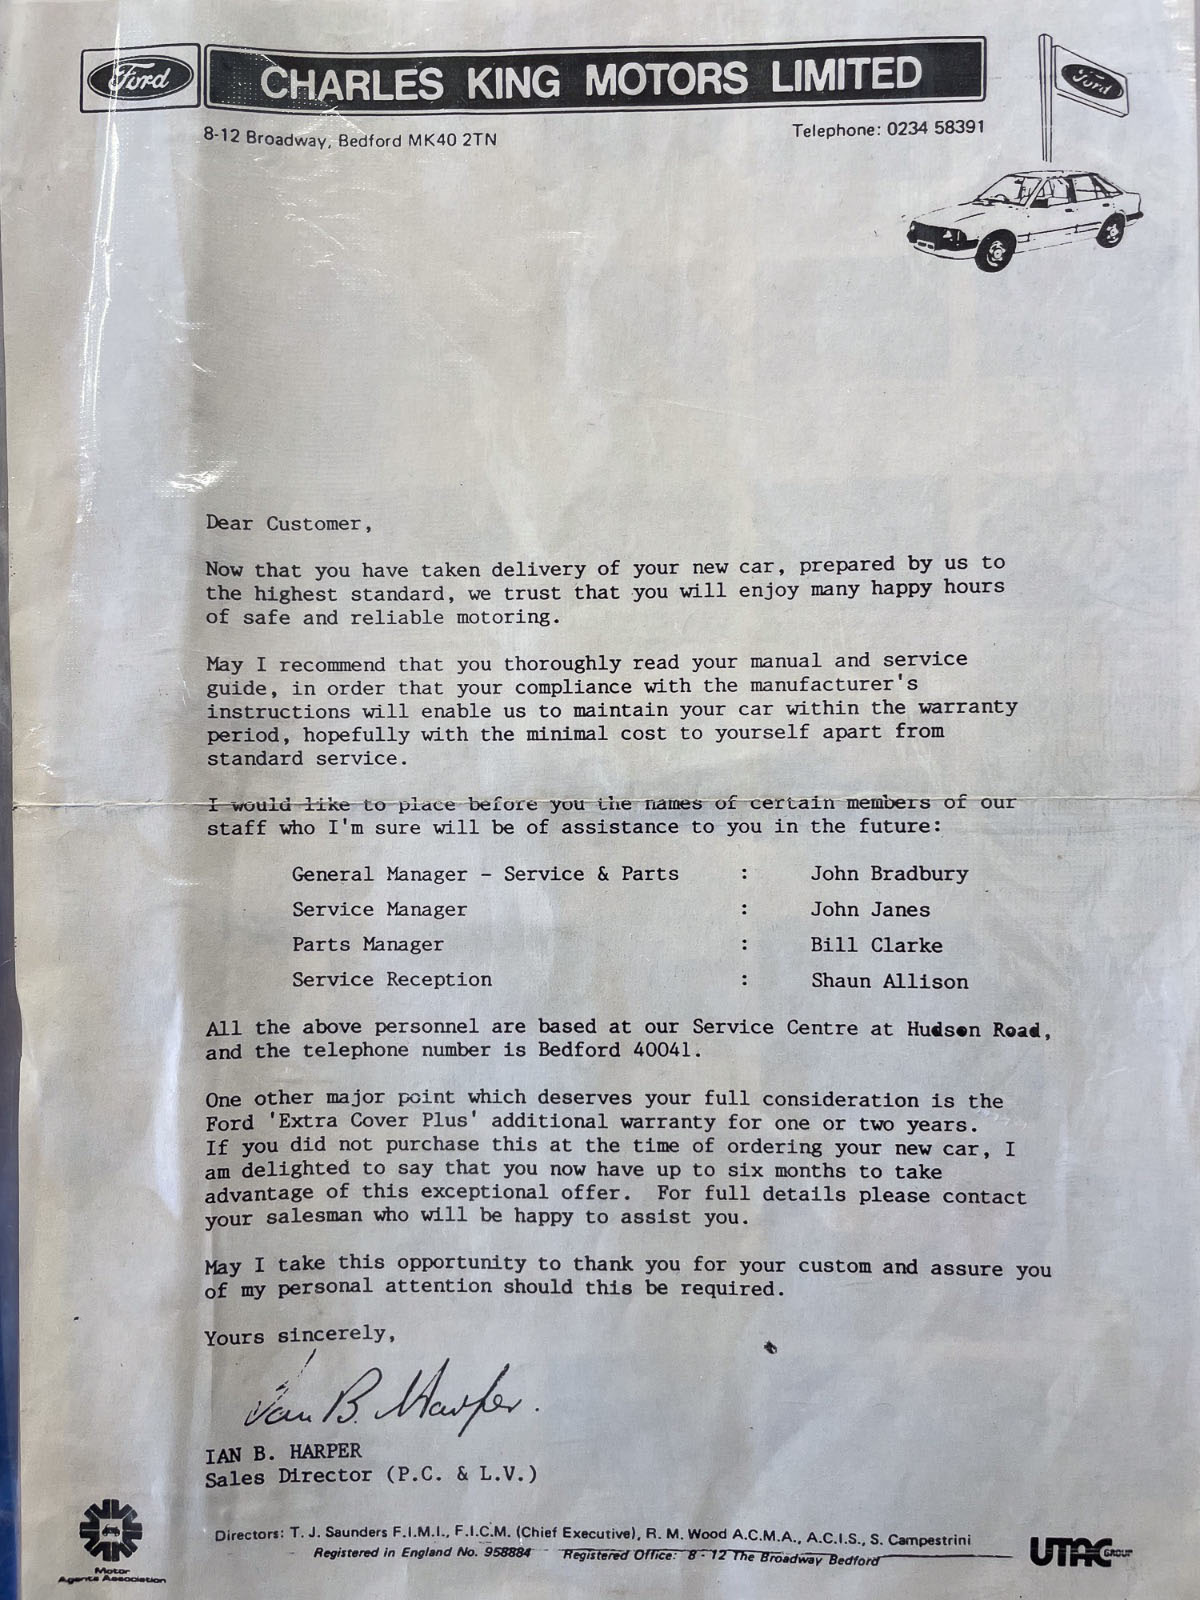 Ford CHARLES KING MOTORS LIMITED Ford
8-12 Broadway, Bedford MK40 2TN Telephone: 0234 58391
Dear Customer,
Now that you have taken delivery of your new car, prepared by us to
the highest standard, we trust that you will enjoy many happy hours
of safe and reliable motoring.
May I recommend that you thoroughly read your manual and service
guide, in order that your compliance with the manufacturer's
instructions will enable us to maintain your car within the warranty
period, hopefully with the minimal cost to yourself apart from
standard service.
I would like to place before you the names of certain members of our
staff who I'm sure will be of assistance to you in the future:
General Manager - Service & Parts : John Bradbury
Service Manager : John Janes
Parts Manager : Bill Clarke
Service Reception : Shaun Allison
All the above personnel are based at our Service Centre at Hudson Road,
and the telephone number is Bedford 40041.
One other major point which deserves your full consideration is the
Ford 'Extra Cover Plus' additional warranty for one or two years.
If you did not purchase this at the time of ordering your new car, I
am delighted to say that you now have up to six months to take
advantage of this exceptional offer. For full details please contact
your salesman who will be happy to assist you.
May I take this opportunity to thank you for your custom and assure you
of my personal attention should this be required.
Yours sincerely,
Ian B. Harper.
IAN B. HARPER
Sales Director (P.C. & L.V.)
Directors: T. J. Saunders F.I.M.I., F.I.C.M. (Chief Executive), R. M. Wood A.C.M.A., A.C.I.S., S. Campestrini
Registered in England No. 958884 Registered Office: 8 - 12 The Broadway Bedford
Motor
Agents Association
UTAC GROUP